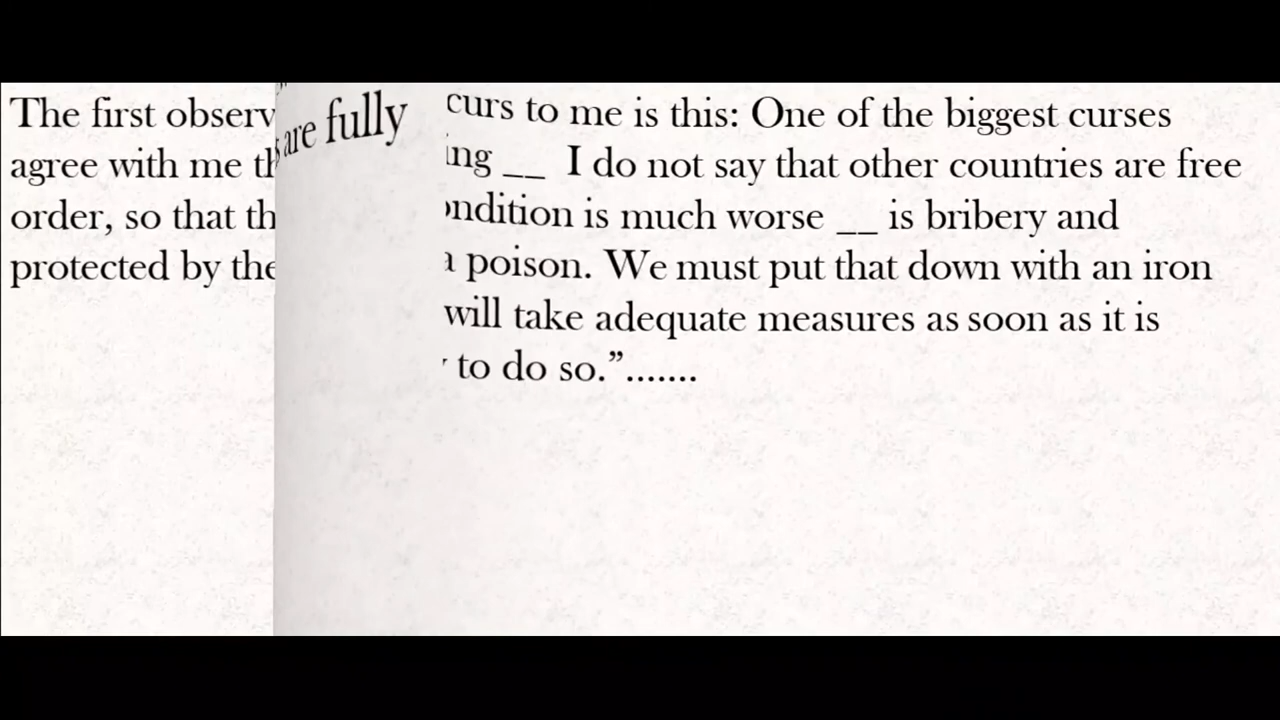 The first observ
agree with me th
order, so that th
protected by the
are fully
curs to me is this: One of the biggest curses
ing __ I do not say that other countries are free
ndition is much worse __ is bribery and
a poison. We must put that down with an iron
will take adequate measures as soon as it is
to do so.”.......